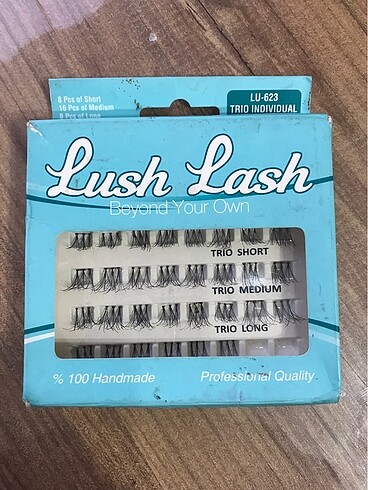 8 Pcs of Short
16 Pcs of Medium
8 Pcs of Long
LU-623
TRIO INDIVIDUAL
Lush Lash
Beyond Your Own
TRIO SHORT
TRIO MEDIUM
TRIO LONG
% 100 Handmade
Professional Quality